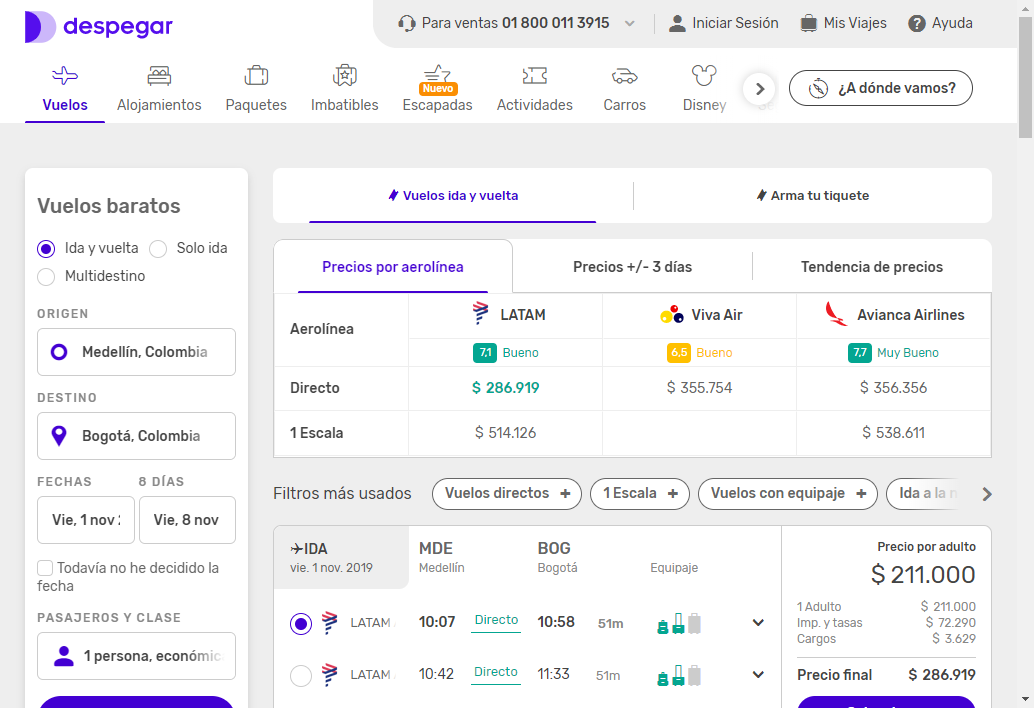 despegar
Para ventas 01 800 011 3915
Iniciar Sesión
Mis Viajes
Ayuda
Vuelos
Alojamientos
Paquetes
Imbatibles
Nuevo
Escapadas
Actividades
Carros
Disney
¿A dónde vamos?
Vuelos baratos
Ida y vuelta
Solo ida
Multidestino
ORIGEN
Medellín, Colombia
DESTINO
Bogotá, Colombia
FECHAS
8 DÍAS
Vie, 1 nov
Vie, 8 nov
Todavía no he decidido la
fecha
PASAJEROS Y CLASE
1 persona, económic
Vuelos ida y vuelta
Arma tu tiquete
Precios por aerolínea
Precios +/- 3 días
Tendencia de precios
Aerolínea
LATAM
Viva Air
Avianca Airlines
7,1 Bueno
6,5 Bueno
7,7 Muy Bueno
Directo
$ 286.919
$ 355.754
$ 356.356
1 Escala
$ 514.126
$ 538.611
Filtros más usados
Vuelos directos +
1 Escala +
Vuelos con equipaje +
Ida a la
IDA
vie. 1 nov. 2019
MDE
Medellín
BOG
Bogotá
Equipaje
LATAM
10:07
Directo
10:58
51m
LATAM
10:42
Directo
11:33
51m
Precio por adulto
$ 211.000
1 Adulto $ 211.000
Imp. y tasas $ 72.290
Cargos $ 3.629
Precio final $ 286.919